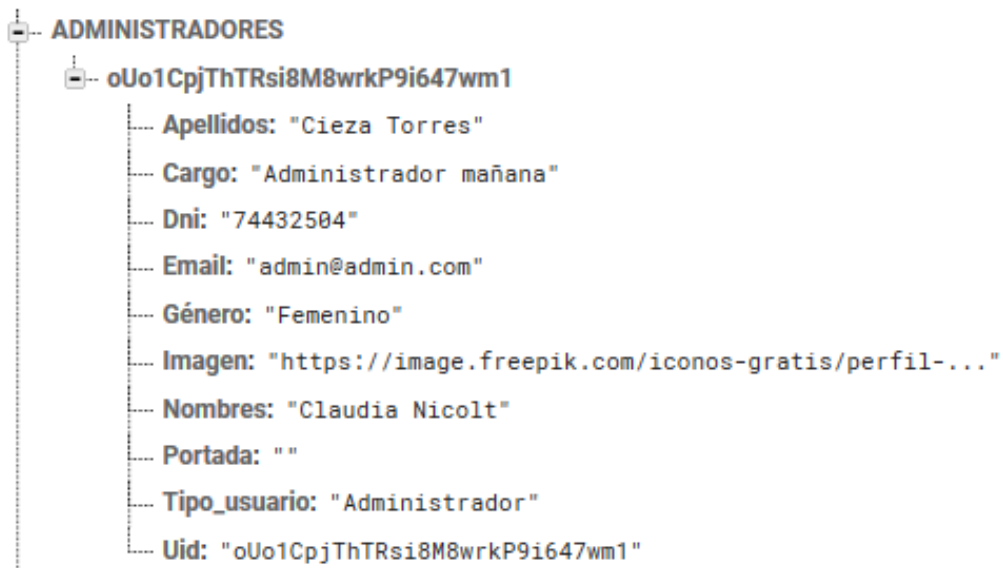 ADMINISTRADORES
oUo1CpjThTRsi8M8wrkP9i647wm1
Apellidos: "Cieza Torres"
Cargo: "Administrador mañana"
Dni: "74432504"
Email: "admin@admin.com"
Género: "Femenino"
Imagen: "https://image.freepik.com/iconos-gratis/perfil-..."
Nombres: "Claudia Nicolt"
Portada: ""
Tipo_usuario: "Administrador"
Uid: "oUo1CpjThTRsi8M8wrkP9i647wm1"